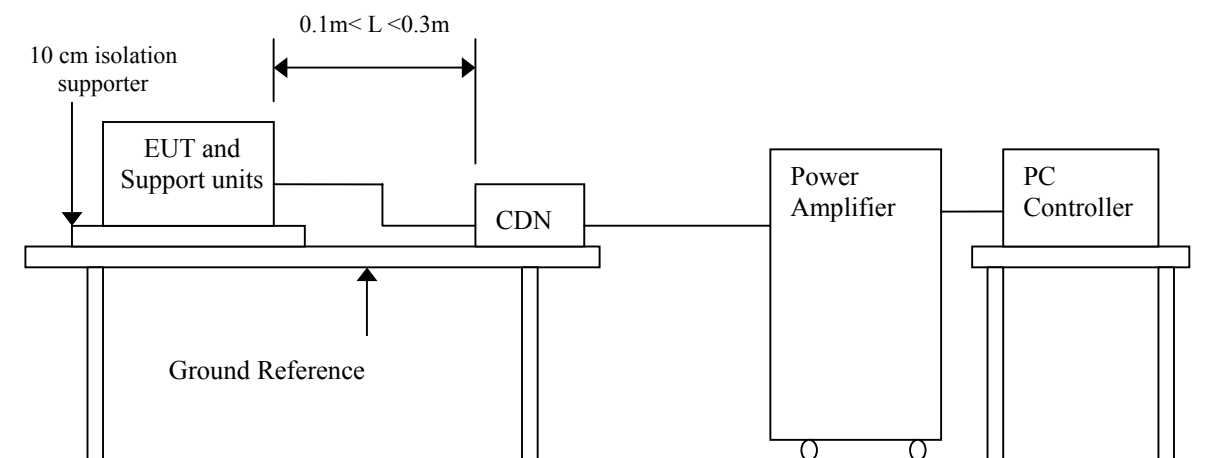 0.1m< L <0.3m
10 cm isolation
supporter
EUT and
Support units
CDN
Power
Amplifier
PC
Controller
Ground Reference